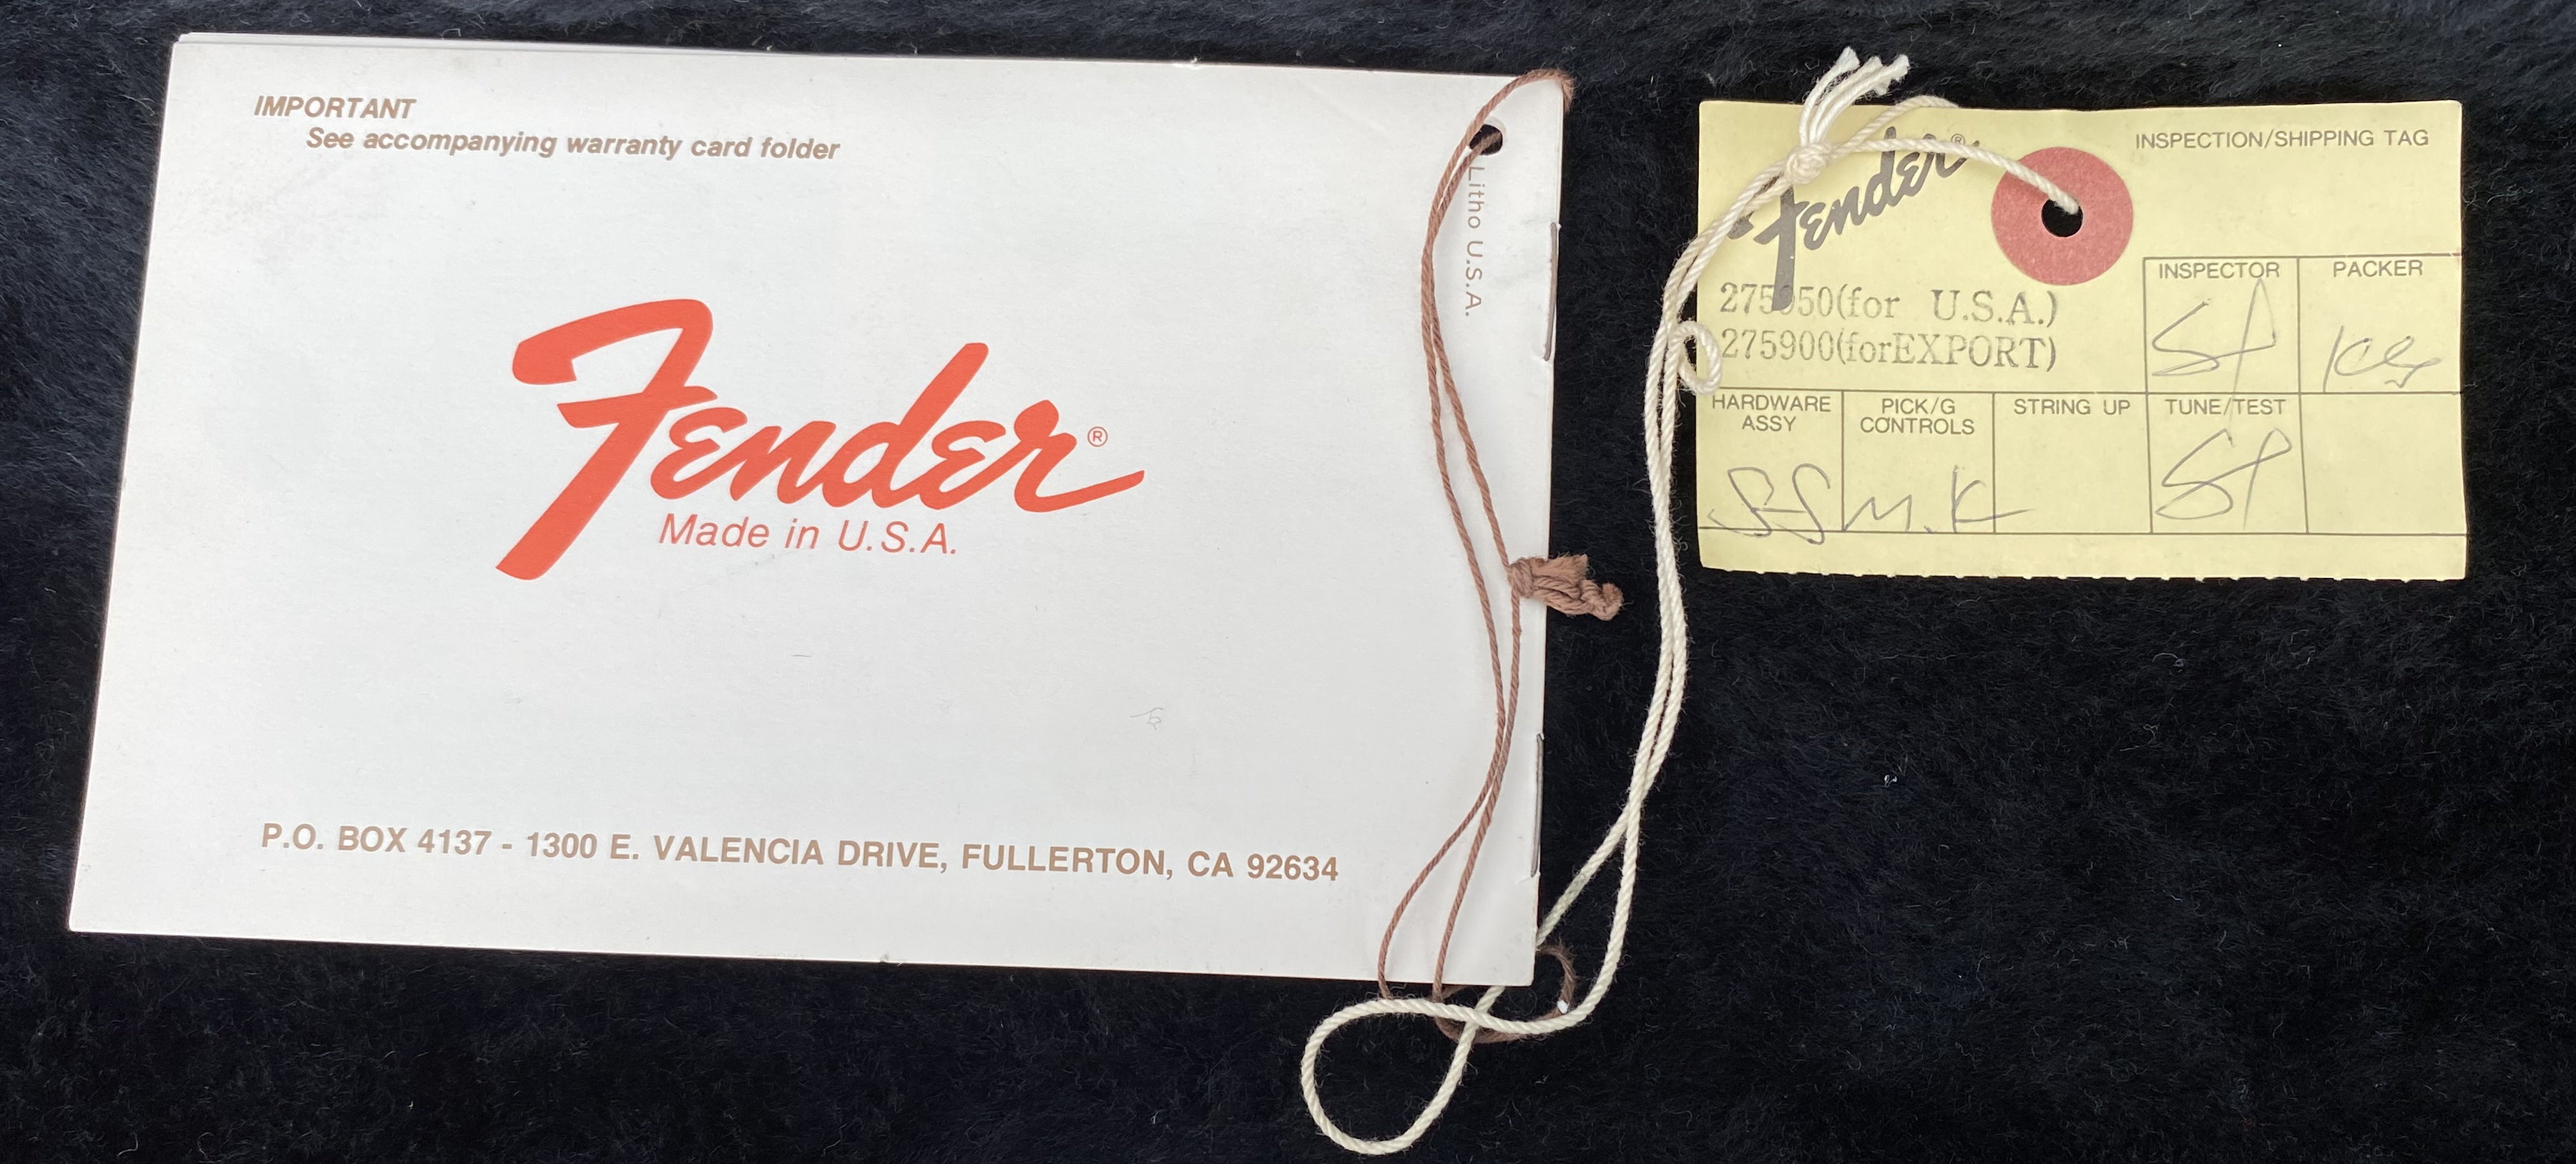 IMPORTANT
See accompanying warranty card folder
Litho U.S.A.
Fender®
Made in U.S.A.
P.O. BOX 4137 - 1300 E. VALENCIA DRIVE, FULLERTON, CA 92634
Fender®
INSPECTION/SHIPPING TAG
(for U.S.A.)
275900(forEXPORT)
INSPECTOR PACKER
HARDWARE ASSY
PICK/G CONTROLS
STRING UP
TUNE/TEST
M.K